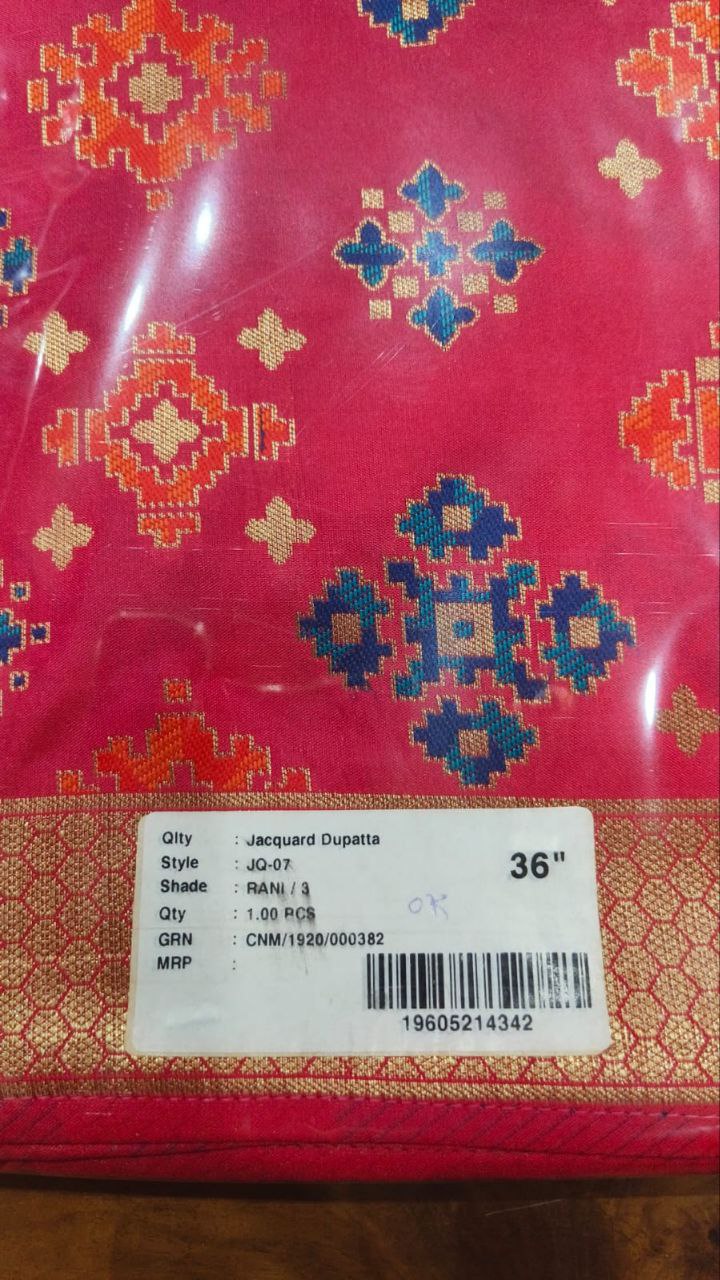 Qlty : Jacquard Dupatta
36"
Style : JQ-07
Shade : RANI / 3
Qty : 1.00 PCS
OK
GRN : CNM/1920/000382
MRP :
19605214342